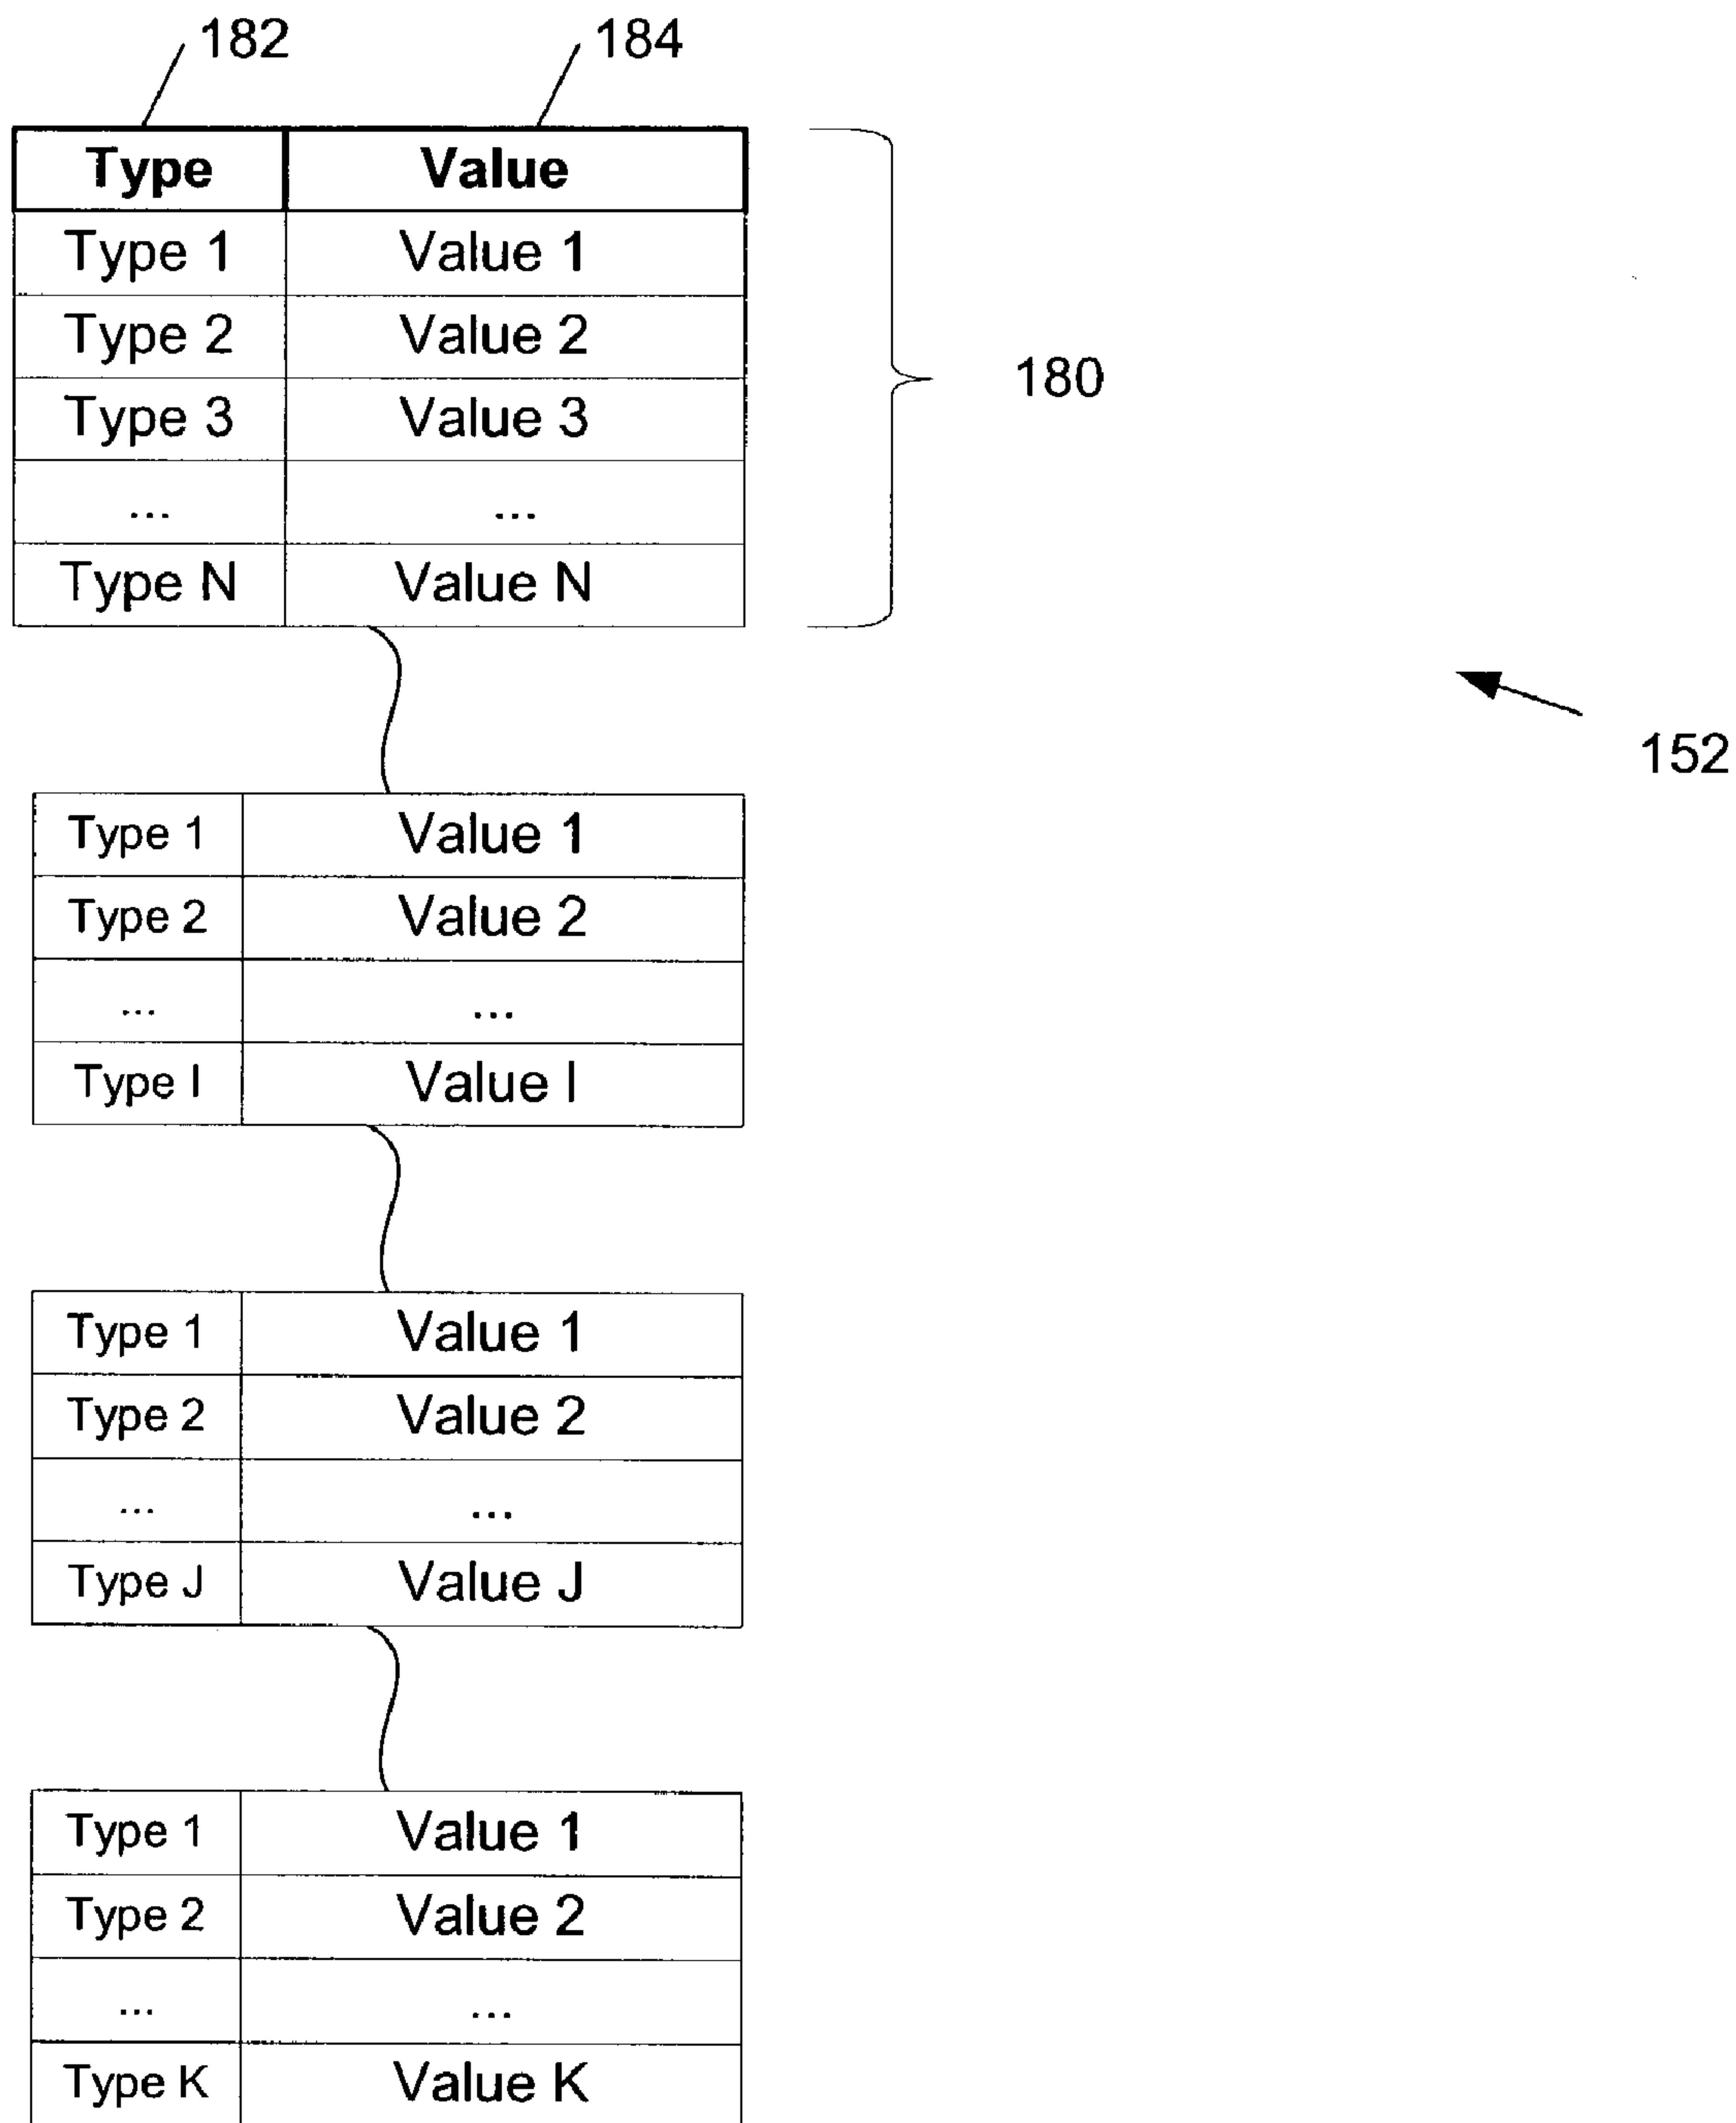 182 184
Type Value
Type 1 Value 1
Type 2 Value 2
Type 3 Value 3
... ...
Type N Value N
180
152
Type 1 Value 1
Type 2 Value 2
... ...
Type I Value I
Type 1 Value 1
Type 2 Value 2
... ...
Type J Value J
Type 1 Value 1
Type 2 Value 2
... ...
Type K Value K